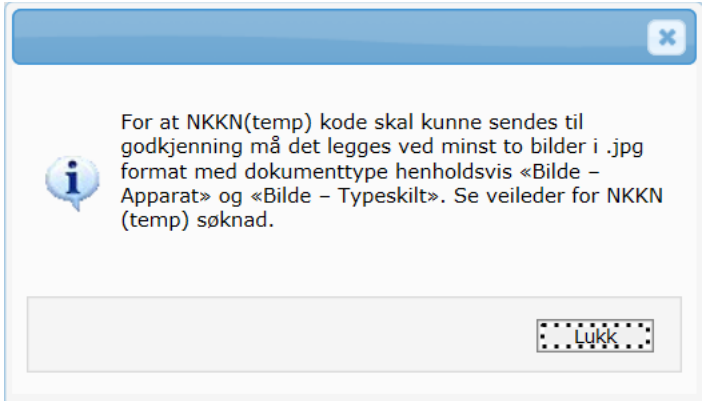 For at NKKN(temp) kode skal kunne sendes til
godkjenning må det legges ved minst to bilder i .jpg
format med dokumenttype henholdsvis «Bilde –
Apparat» og «Bilde – Typeskilt». Se veileder for NKKN
(temp) søknad.
Lukk